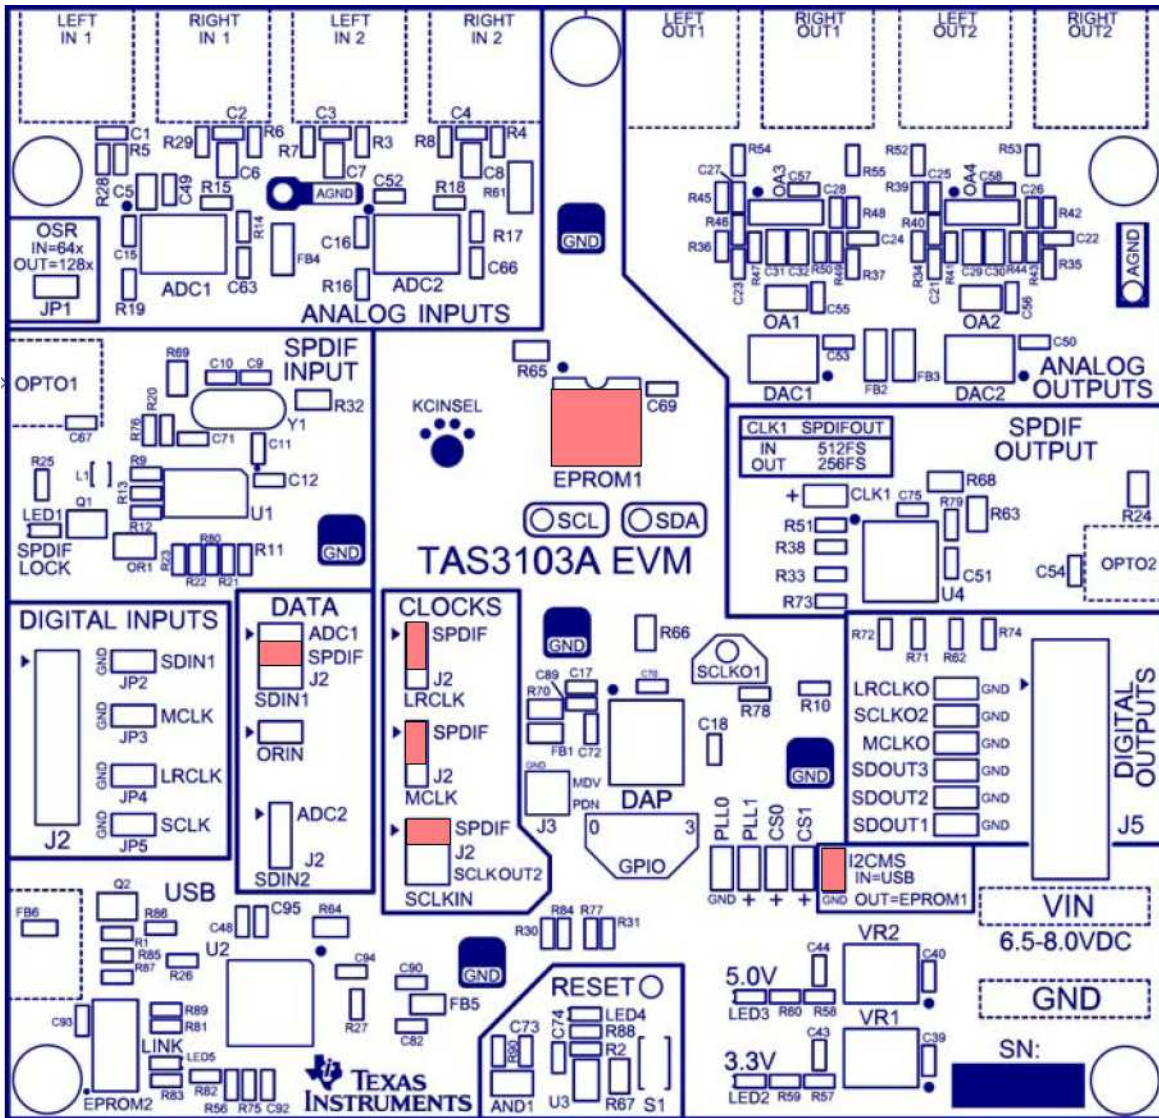 LEFT
IN 1
RIGHT
IN 1
LEFT
IN 2
RIGHT
IN 2
LEFT
OUT1
RIGHT
OUT1
LEFT
OUT2
RIGHT
OUT2
C1
R5
R28
C5
C49
R29
C2
R6
C6
R15
R7
C3
R3
C7
AGND
C52
R8
C4
R4
C8
R18
R61
OSR
IN=64x
OUT=128x
JP1
C15
ADC1
R19
R14
C63
FB4
C16
R16
ADC2
R17
C66
ANALOG INPUTS
GND
R54
C27
R45
R46
R36
C23
R47
OA3
C57
C28
R55
R48
C24
C31
C32
R50
R49
R37
OA1
C55
DAC1
C53
R52
R39
C25
R40
R34
C21
R41
OA4
C58
R53
C26
R42
C22
C29
C30
R44
R43
R35
OA2
C56
DAC2
C50
FB2
FB3
AGND
ANALOG
OUTPUTS
OPTO1
C67
R69
C10
C9
SPDIF
INPUT
R32
Y1
R20
R76
C71
C11
C12
R25
L1
R9
R13
R12
U1
Q1
LED1
SPDIF
LOCK
OR1
R23
R80
R22
R21
R11
GND
R65
C69
KCINSEL
EPROM1
SCL
SDA
TAS3103A EVM
CLK1 SPDIFOUT
IN 512FS
OUT 256FS
SPDIF
OUTPUT
+ CLK1
R51
R38
R33
R73
C75
R68
R79
R63
C51
U4
R24
C54
OPTO2
DIGITAL INPUTS
GND
SDIN1
JP2
GND
MCLK
JP3
GND
LRCLK
JP4
GND
SCLK
JP5
J2
DATA
ADC1
SPDIF
J2
SDIN1
ORIN
ADC2
J2
SDIN2
CLOCKS
SPDIF
J2
LRCLK
SPDIF
J2
MCLK
SPDIF
J2
SCLKOUT2
SCLKIN
GND
R66
SCLKO1
R78
R10
C89
C17
R70
FB1
C72
C70
C18
GND
MDV
PDN
J3
DAP
0
3
GPIO
GND
PLL0
PLL1
CS0
CS1
GND
+
+
+
I2CMS
IN=USB
GND
OUT=EPROM1
R72
R71
R62
R74
LRCLKO
GND
SCLKO2
GND
MCLKO
GND
SDOUT3
GND
SDOUT2
GND
SDOUT1
GND
DIGITAL
OUTPUTS
J5
VIN
6.5-8.0VDC
GND
SN:
USB
FB6
Q2
R86
R1
R85
R87
R26
C48
C95
U2
R64
C94
R27
C90
FB5
C82
GND
R30
R84
R77
R31
C93
R89
R81
LINK
LED5
R83
R82
R56
R75
C92
EPROM2
TEXAS
INSTRUMENTS
RESET
LED4
R88
R2
C74
C73
R90
AND1
U3
R67
S1
5.0V
LED3
R60
R58
C44
VR2
C40
3.3V
LED2
R59
R57
C43
VR1
C39